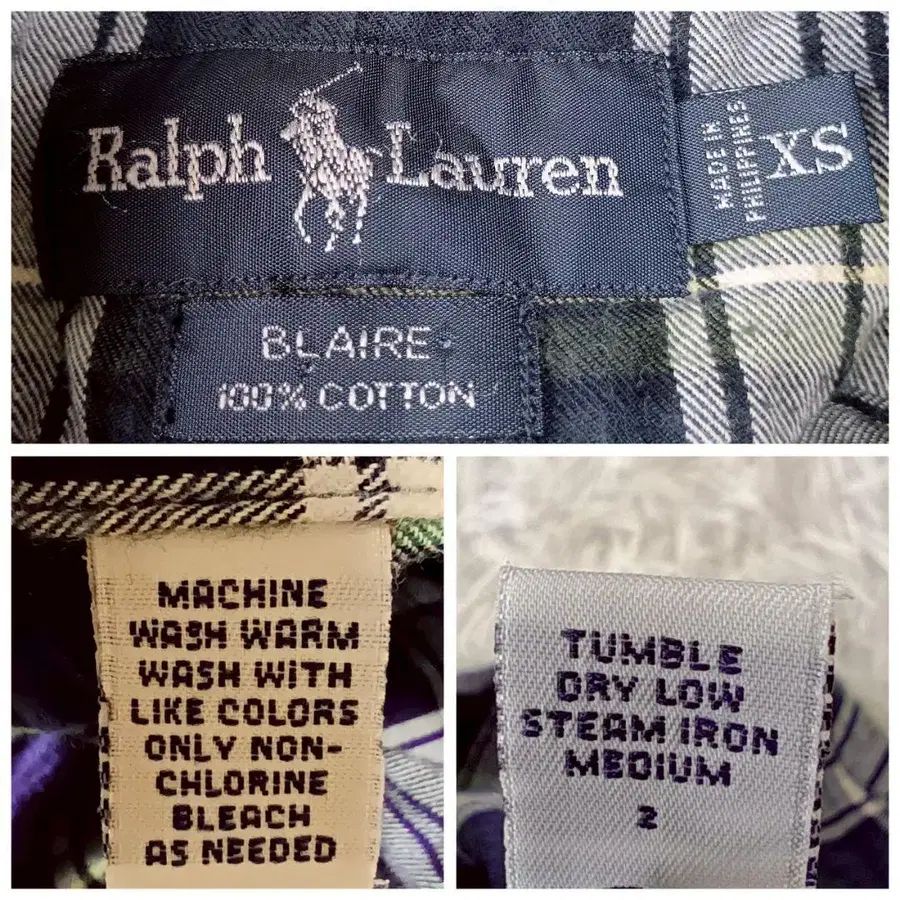 Ralph Lauren
MADE IN
PHILIPPINES
XS
BLAIRE
100% COTTON
MACHINE
WASH WARM
WASH WITH
LIKE COLORS
ONLY NON-
CHLORINE
BLEACH
AS NEEDED
TUMBLE
DRY LOW
STEAM IRON
MEDIUM
2